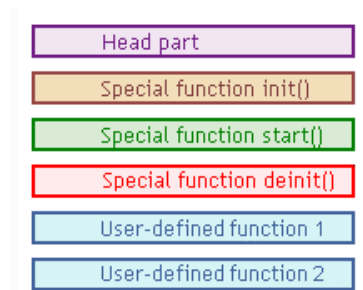 Head part
Special function init()
Special function start()
Special function deinit()
User-defined function 1
User-defined function 2